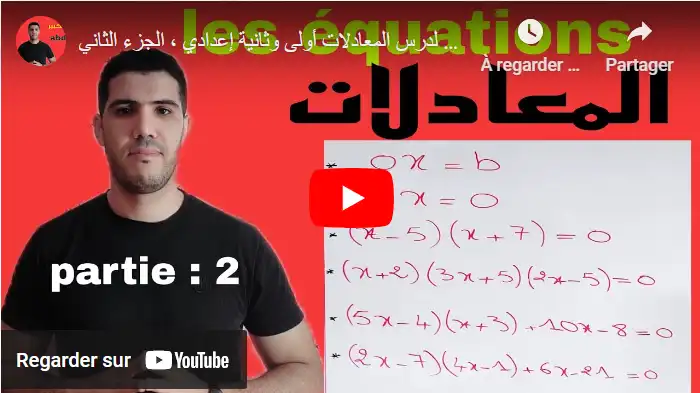 les équations
... لدرس المعادلات أولى وثانية إعدادي ، الجزء الثاني
À regarder ...
Partager
المعادلات
* 0x = b
x = 0
* (x-5)(x+7) = 0
* (x+2)(3x+5)(2x-5)=0
* (5x-4)(x+3)+10x-8=0
* (2x-7)(4x-1)+6x-21=0
partie : 2
Regarder sur YouTube